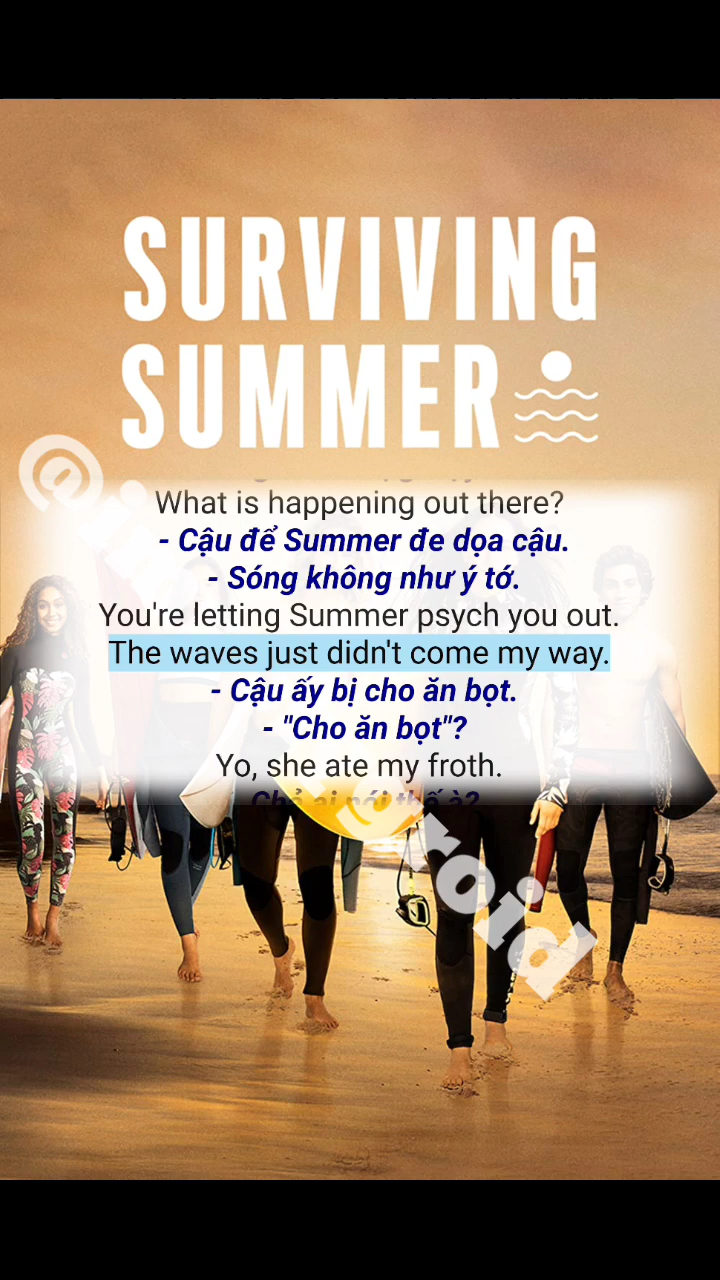 SURVIVING
SUMMER
What is happening out there?
- Cậu để Summer đe dọa cậu.
- Sóng không như ý tớ.
You're letting Summer psych you out.
The waves just didn't come my way.
- Cậu ấy bị cho ăn bọt.
- "Cho ăn bọt"?
Yo, she ate my froth.